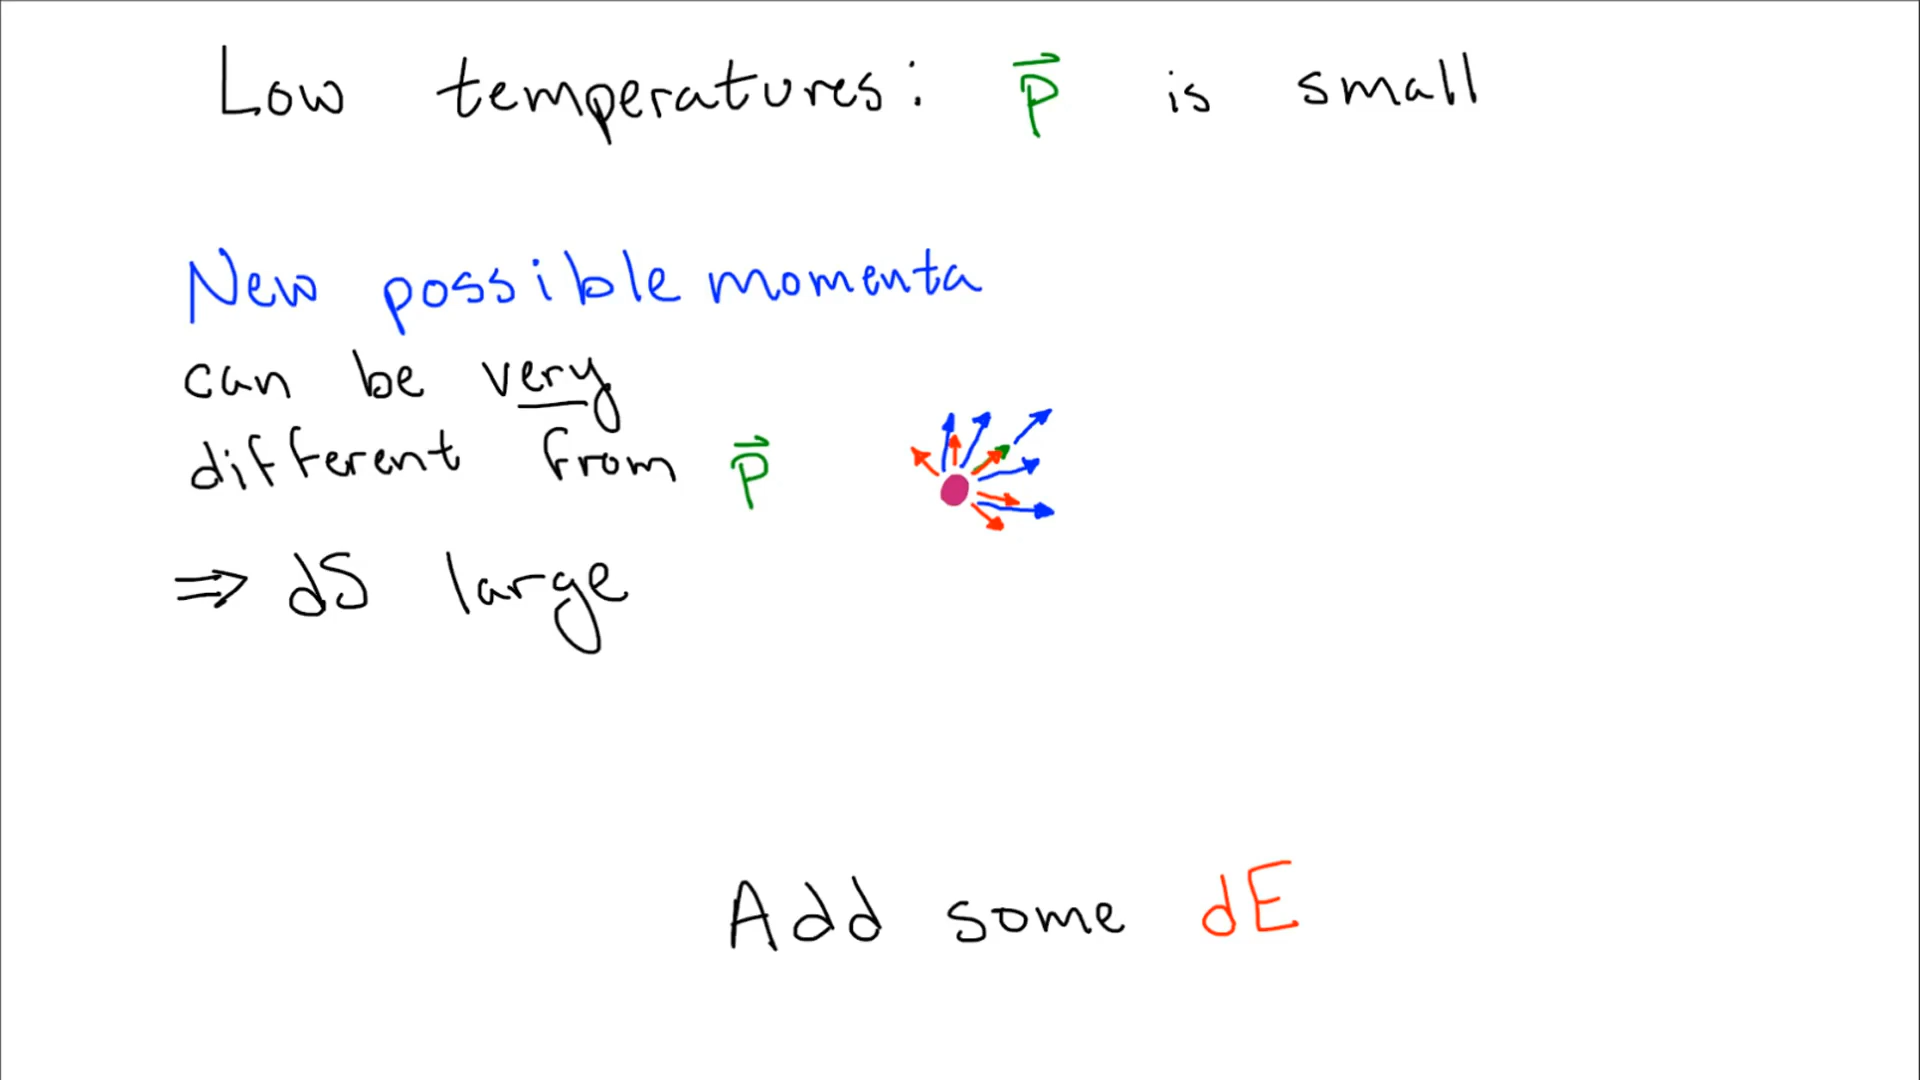 Low temperatures: P⃗ is small
New possible momenta
can be very
different from P⃗
⇒ dS large
Add some dE